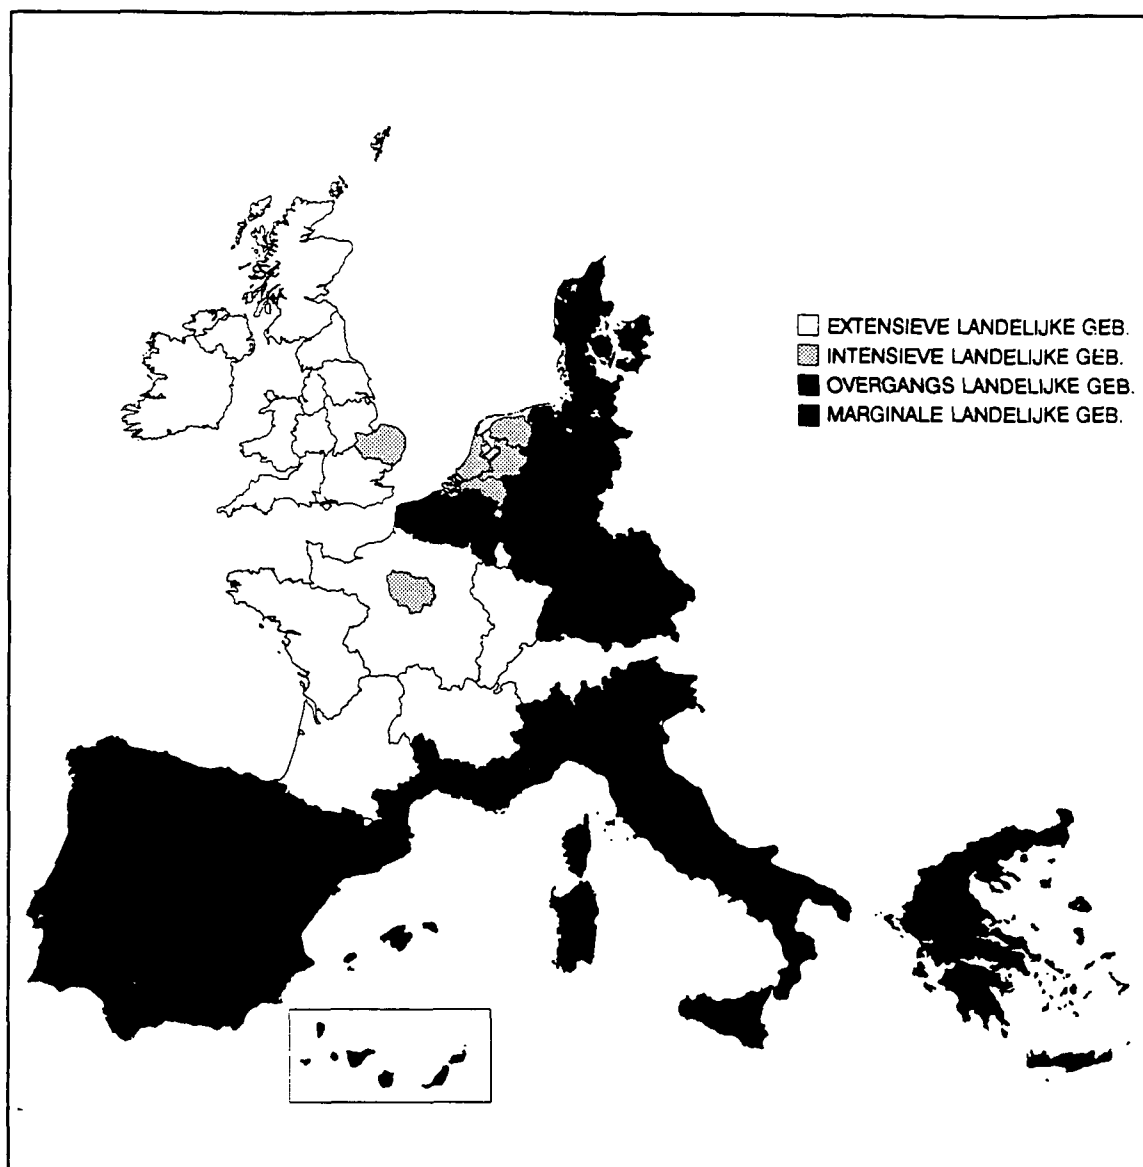 EXTENSIEVE LANDELIJKE GEB.
INTENSIEVE LANDELIJKE GEB.
OVERGANGS LANDELIJKE GEB.
MARGINALE LANDELIJKE GEB.